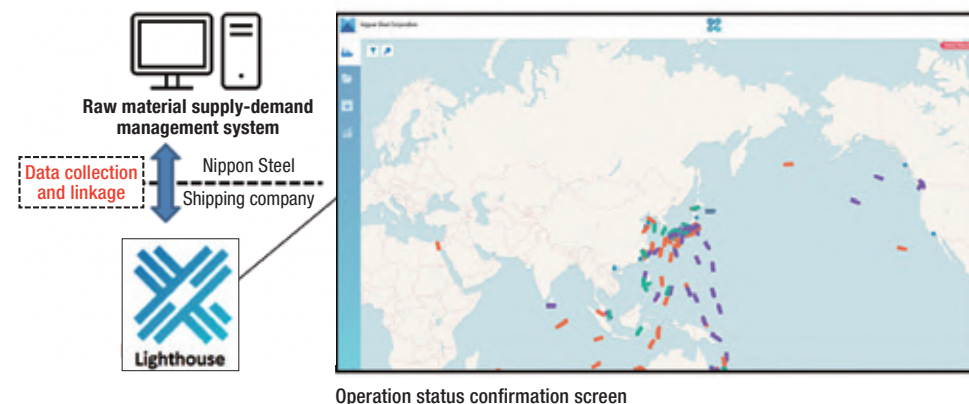 Nippon Steel Corporation
Raw material supply-demand
management system
Data collection
and linkage
Nippon Steel
Shipping company
Lighthouse
Operation status confirmation screen